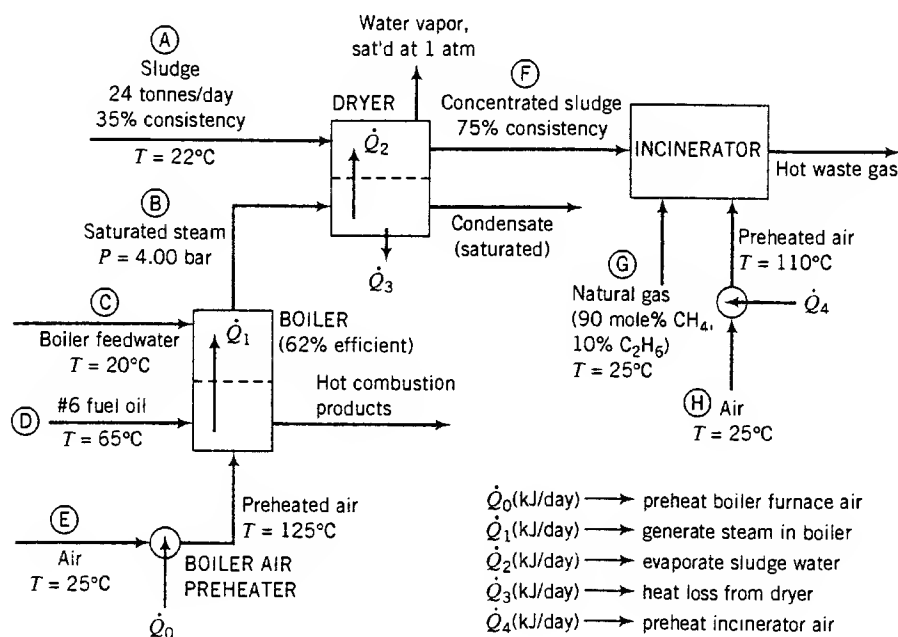 Ⓐ
Sludge
24 tonnes/day
35% consistency
T = 22°C
Water vapor,
sat'd at 1 atm
DRYER
Q̇₂
Q̇₃
Ⓕ
Concentrated sludge
75% consistency
INCINERATOR
Hot waste gas
Condensate
(saturated)
Ⓑ
Saturated steam
P = 4.00 bar
Preheated air
T = 110°C
Ⓖ
Natural gas
(90 mole% CH₄,
10% C₂H₆)
T = 25°C
Q̇₄
Ⓗ Air
T = 25°C
Ⓒ
Boiler feedwater
T = 20°C
Q̇₁
BOILER
(62% efficient)
Hot combustion
products
Ⓓ
#6 fuel oil
T = 65°C
Preheated air
T = 125°C
Ⓔ
Air
T = 25°C
BOILER AIR
PREHEATER
Q̇₀
Q̇₀(kJ/day) ⟶ preheat boiler furnace air
Q̇₁(kJ/day) ⟶ generate steam in boiler
Q̇₂(kJ/day) ⟶ evaporate sludge water
Q̇₃(kJ/day) ⟶ heat loss from dryer
Q̇₄(kJ/day) ⟶ preheat incinerator air